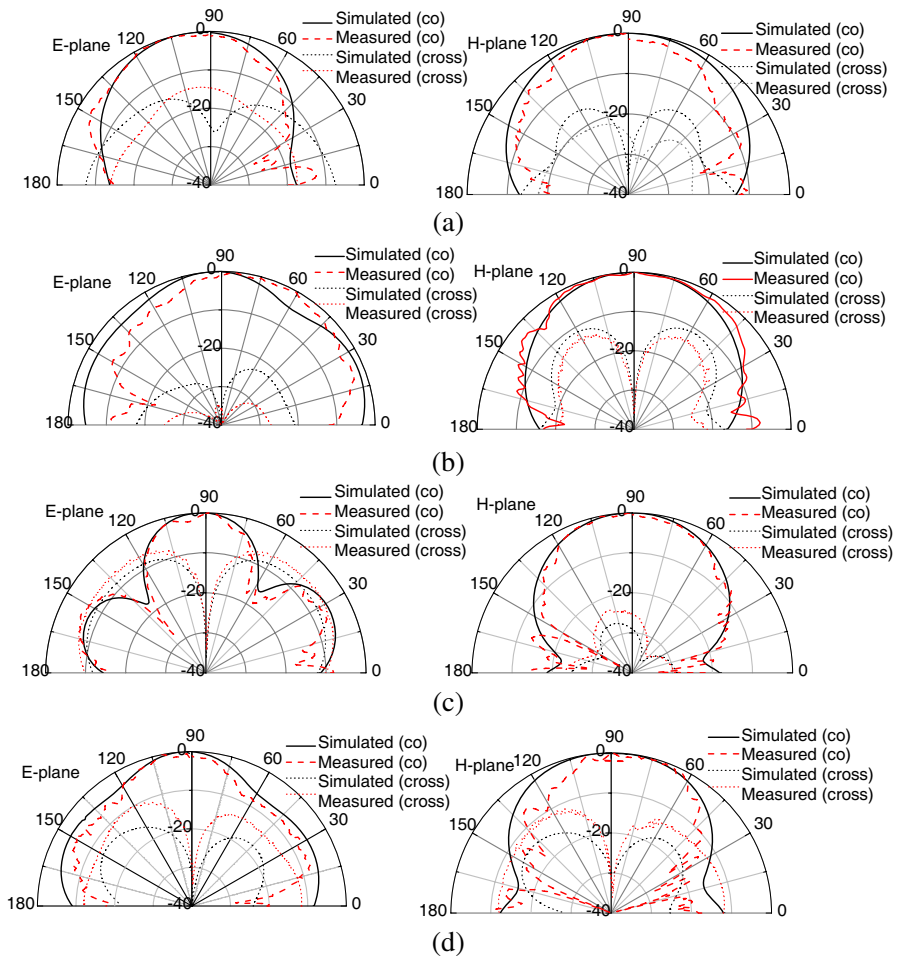 E-plane
90
0
120
60
150
30
-20
180
-40
0
Simulated (co)
Measured (co)
Simulated (cross)
Measured (cross)
H-plane
90
0
120
60
150
30
-20
180
-40
0
Simulated (co)
Measured (co)
Simulated (cross)
Measured (cross)
(a)
E-plane
90
0
120
60
150
30
-20
180
-40
0
Simulated (co)
Measured (co)
Simulated (cross)
Measured (cross)
H-plane
90
0
120
60
150
30
-20
180
-40
0
Simulated (co)
Measured (co)
Simulated (cross)
Measured (cross)
(b)
E-plane
90
0
120
60
150
30
-20
180
-40
0
Simulated (co)
Measured (co)
Simulated (cross)
Measured (cross)
H-plane
90
0
120
60
150
30
-20
180
-40
0
Simulated (co)
Measured (co)
Simulated (cross)
Measured (cross)
(c)
E-plane
90
0
120
60
150
30
-20
180
-40
0
Simulated (co)
Measured (co)
Simulated (cross)
Measured (cross)
H-plane
90
0
120
60
150
30
-20
180
-40
0
Simulated (co)
Measured (co)
Simulated (cross)
Measured (cross)
(d)